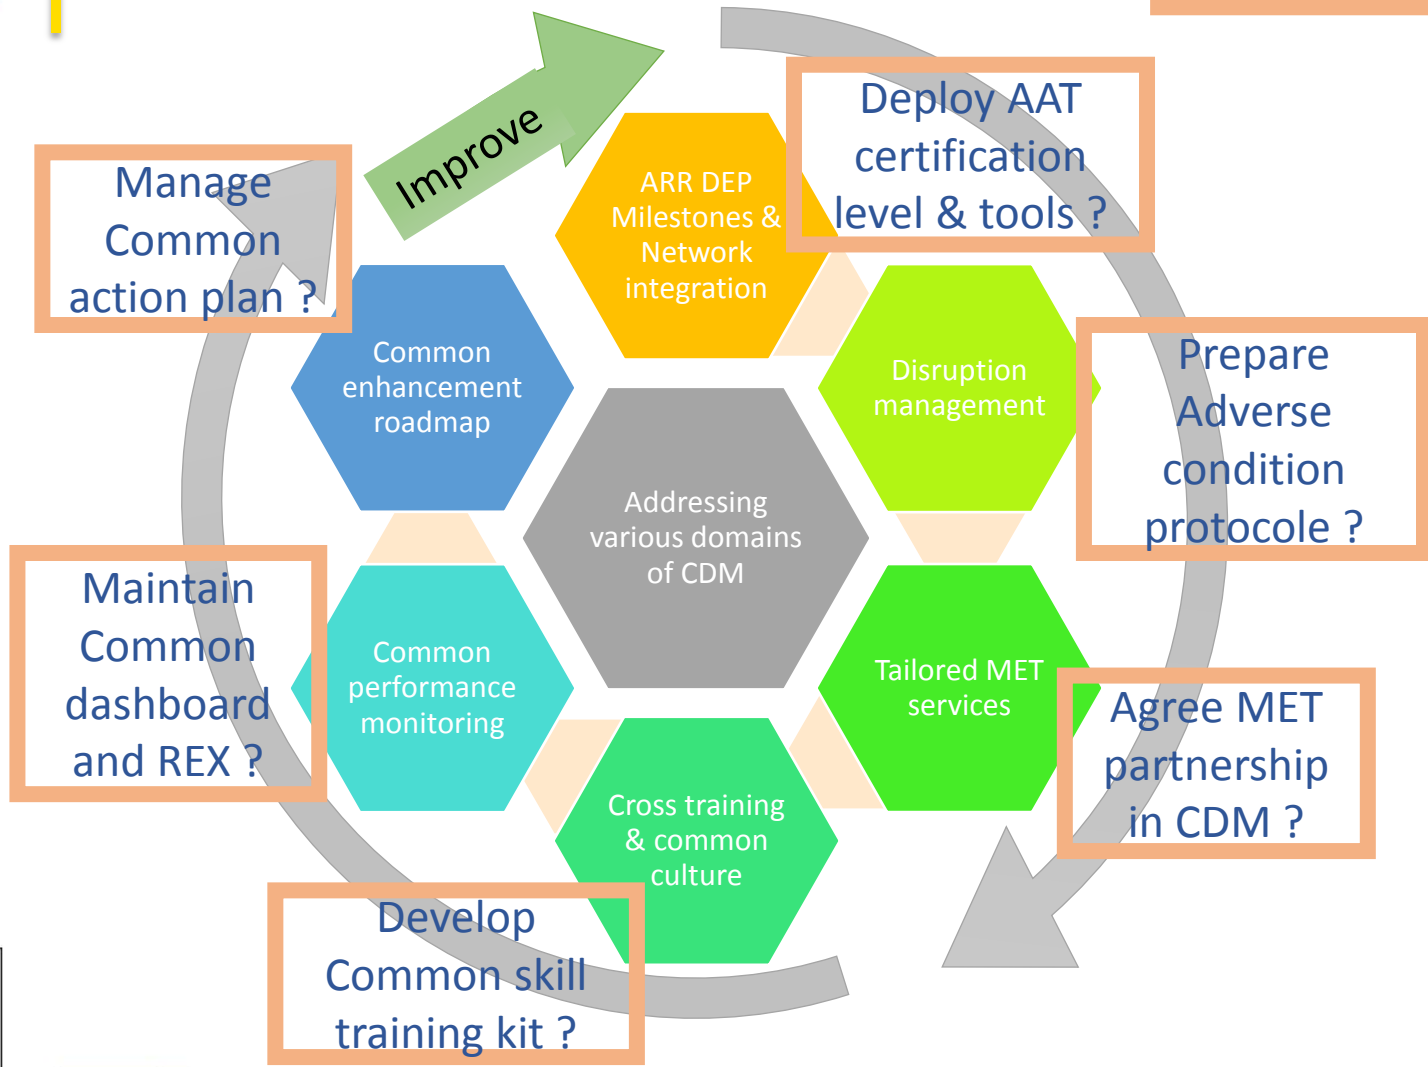 Improve
Deploy AAT
certification
level & tools ?
ARR DEP
Milestones &
Network
integration
Manage
Common
action plan ?
Common
enhancement
roadmap
Disruption
management
Prepare
Adverse
condition
protocole ?
Addressing
various domains
of CDM
Maintain
Common
dashboard
and REX ?
Common
performance
monitoring
Tailored MET
services
Agree MET
partnership
in CDM ?
Cross training
& common
culture
Develop
Common skill
training kit ?